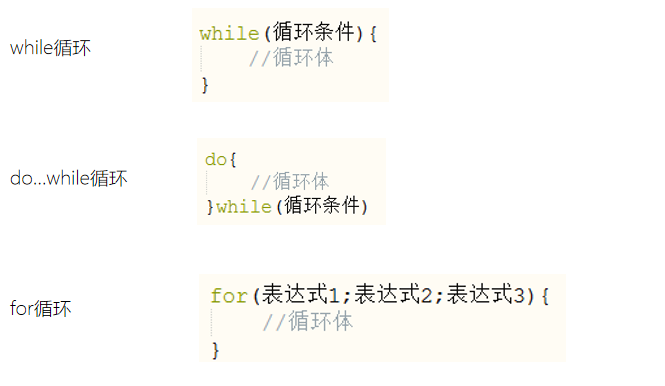 while循环
while(循环条件){
//循环体
}
do...while循环
do{
//循环体
}while(循环条件)
for循环
for(表达式1;表达式2;表达式3){
//循环体
}